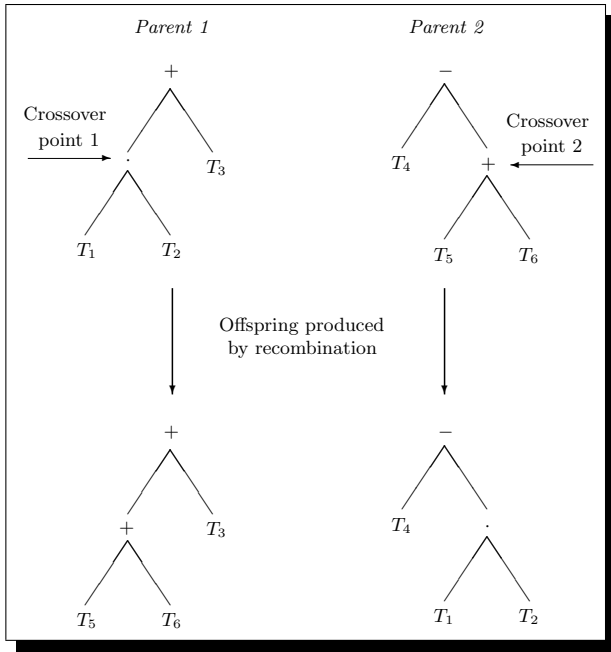 Parent 1
Parent 2
+
−
Crossover
point 1
Crossover
point 2
·
T3
T4
+
T1
T2
T5
T6
Offspring produced
by recombination
+
−
+
T3
T4
·
T5
T6
T1
T2